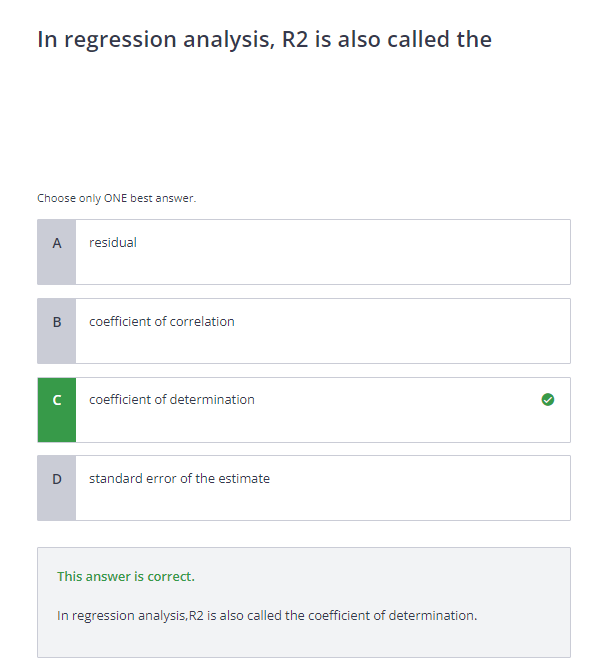 In regression analysis, R2 is also called the
Choose only ONE best answer.
A residual
B coefficient of correlation
C coefficient of determination
D standard error of the estimate
This answer is correct.
In regression analysis,R2 is also called the coefficient of determination.